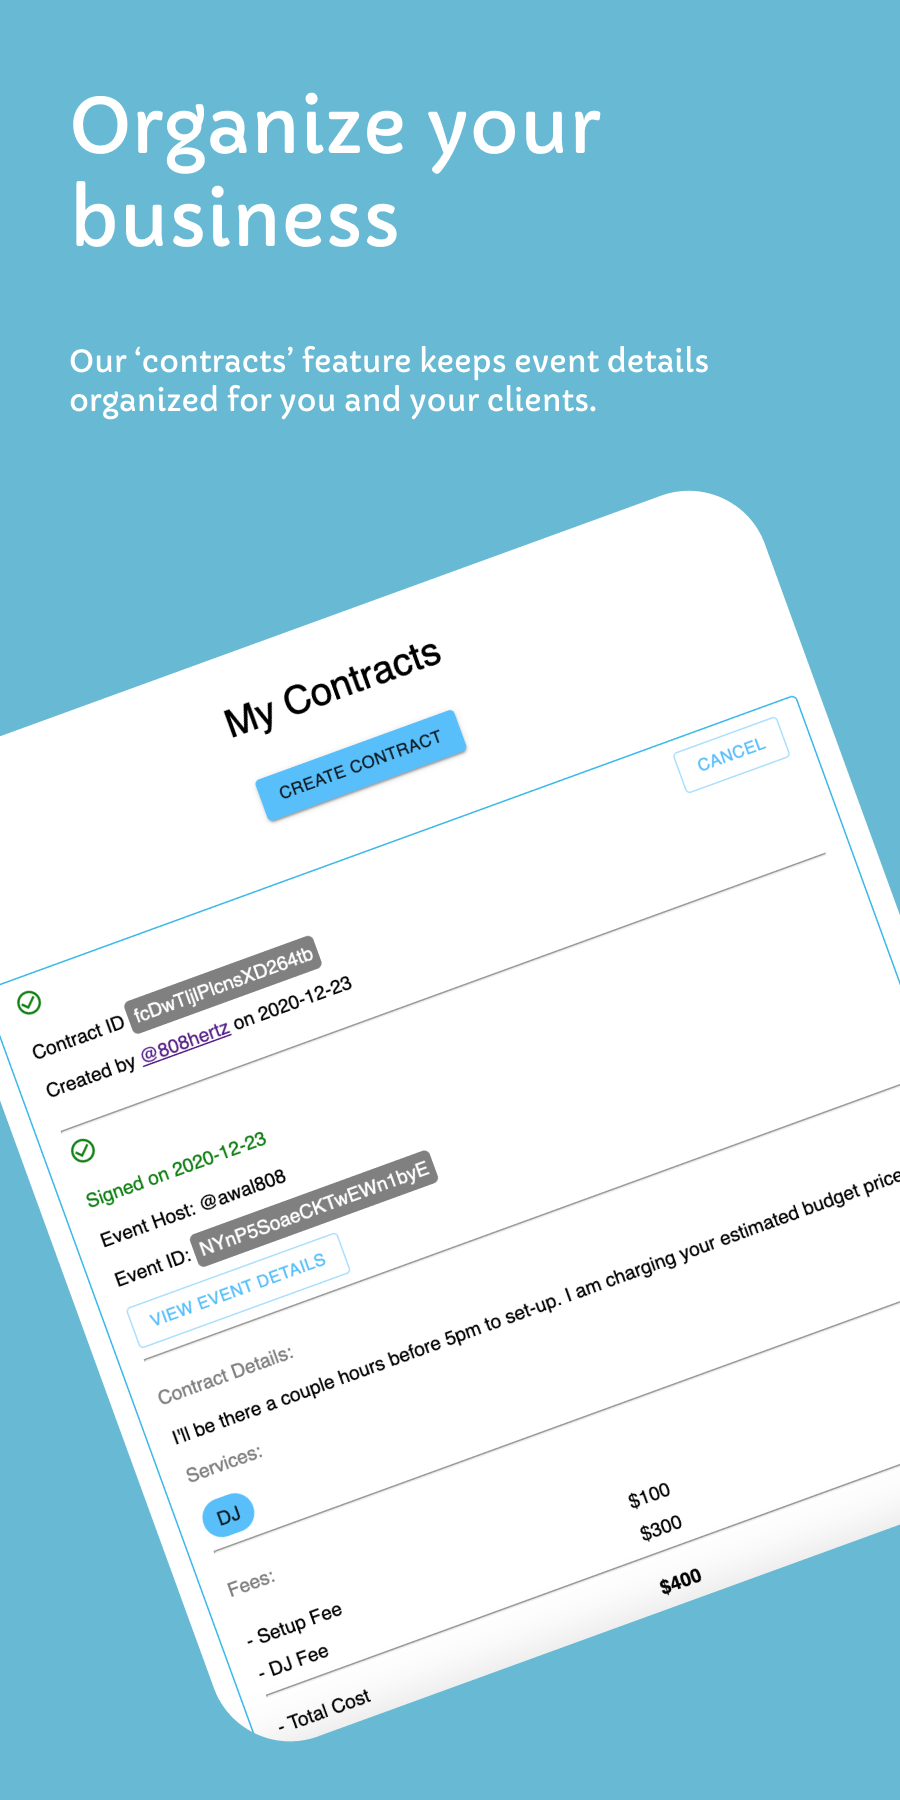 Organize your
business
Our ‘contracts’ feature keeps event details
organized for you and your clients.
My Contracts
CREATE CONTRACT
CANCEL
Contract ID fcDwTljlPlcnsXD264tb
Created by @808hertz on 2020-12-23
Signed on 2020-12-23
Event Host: @awal808
Event ID: NYnP5SoaeCKTwEWn1byE
VIEW EVENT DETAILS
Contract Details:
I'll be there a couple hours before 5pm to set-up. I am charging your estimated budget price
Services:
DJ
Fees:
- Setup Fee $100
- DJ Fee $300
- Total Cost $400